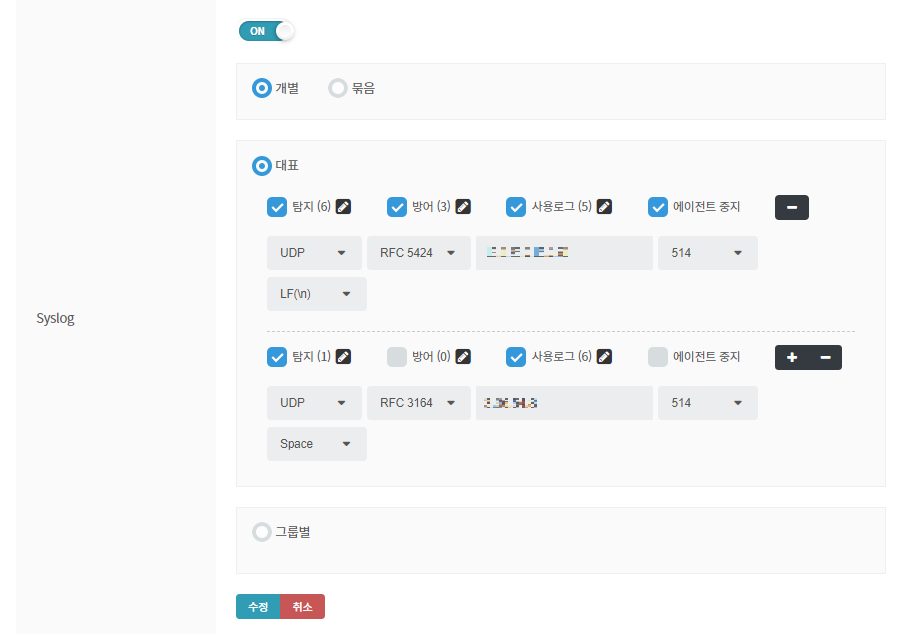 ON
개별 묶음
대표
탐지 (6) 방어 (3) 사용로그 (5) 에이전트 중지
UDP RFC 5424 514
LF(\n)
Syslog
탐지 (1) 방어 (0) 사용로그 (6) 에이전트 중지
UDP RFC 3164 514
Space
그룹별
수정 취소